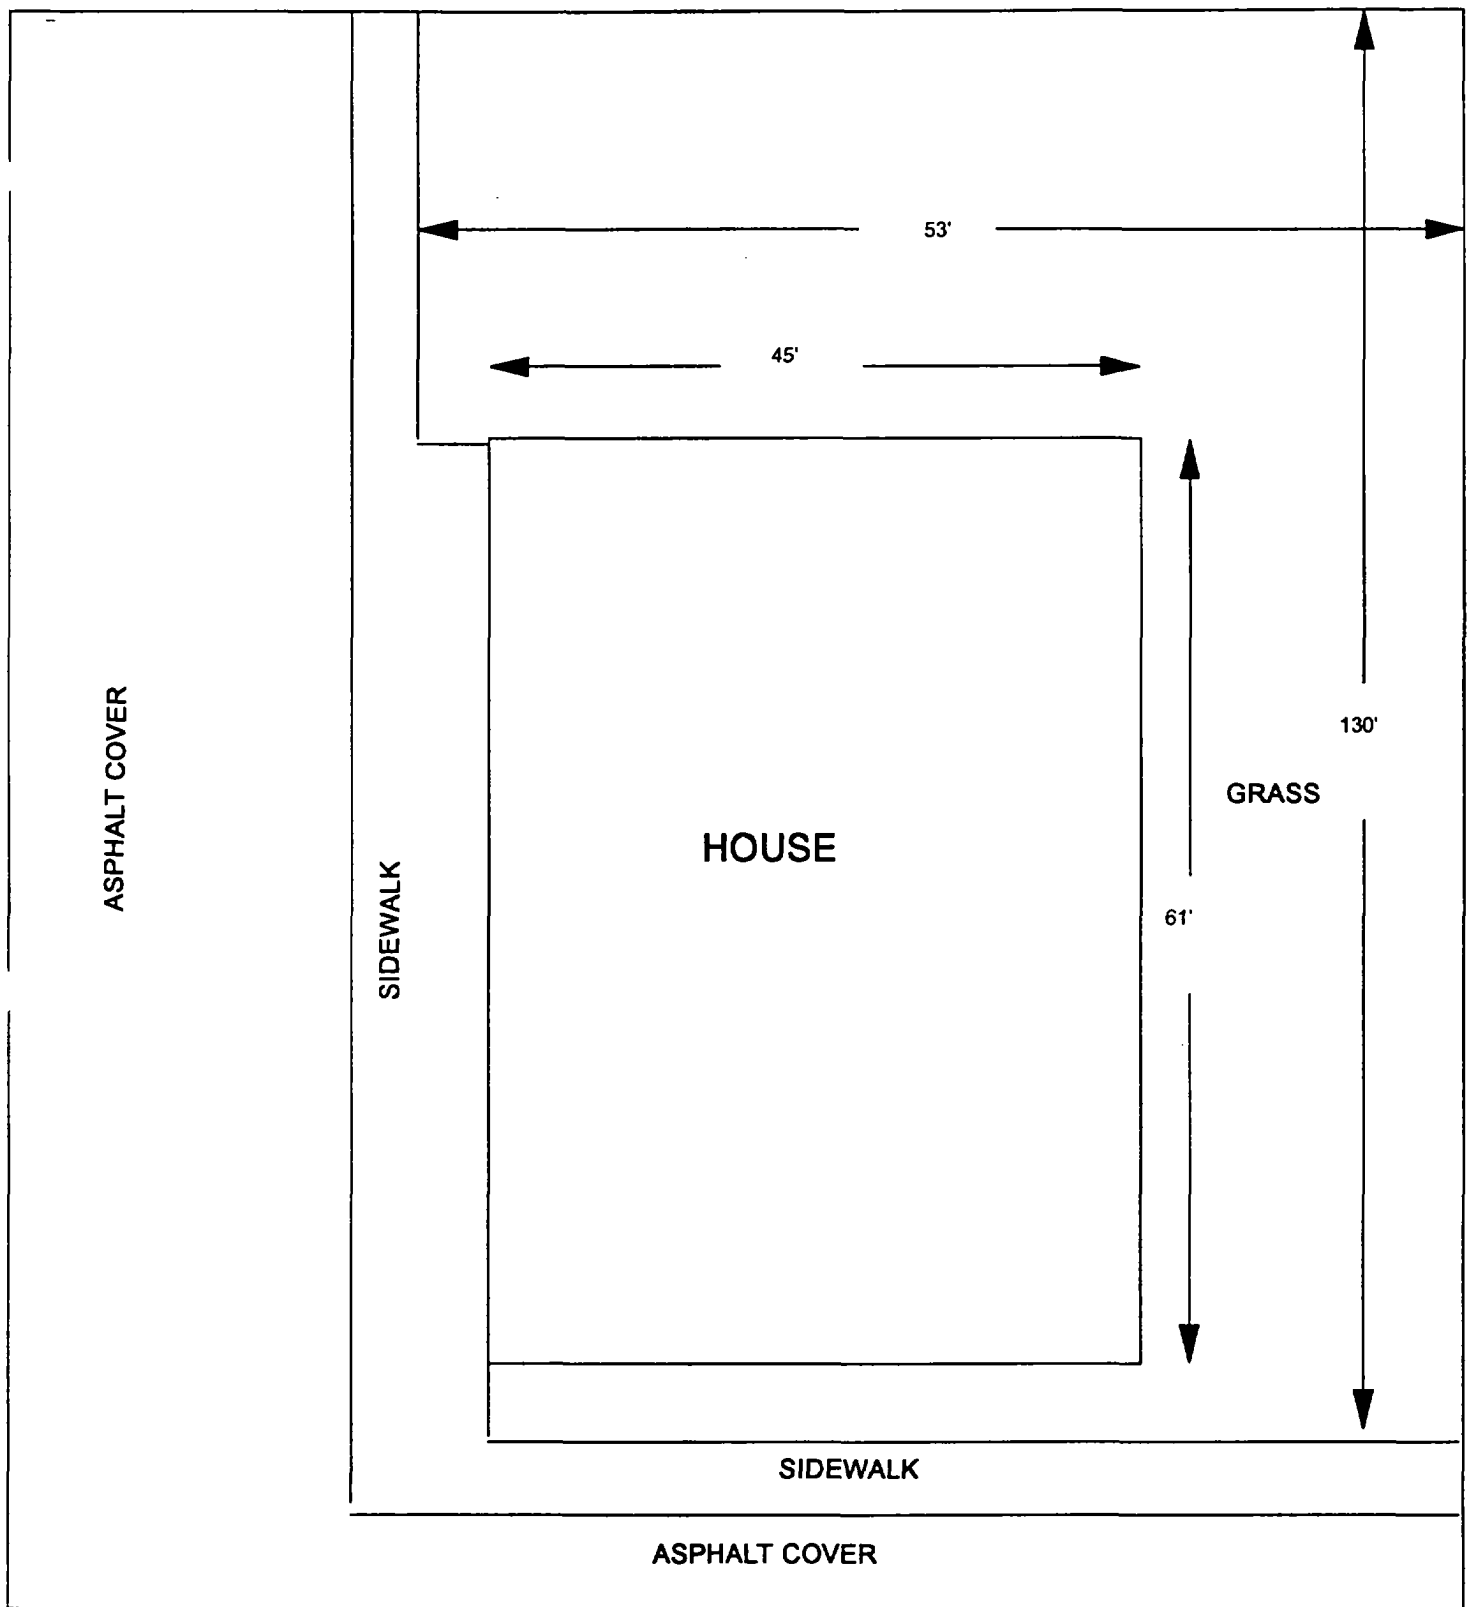 53'
45'
130'
ASPHALT COVER
GRASS
HOUSE
SIDEWALK
61'
SIDEWALK
ASPHALT COVER